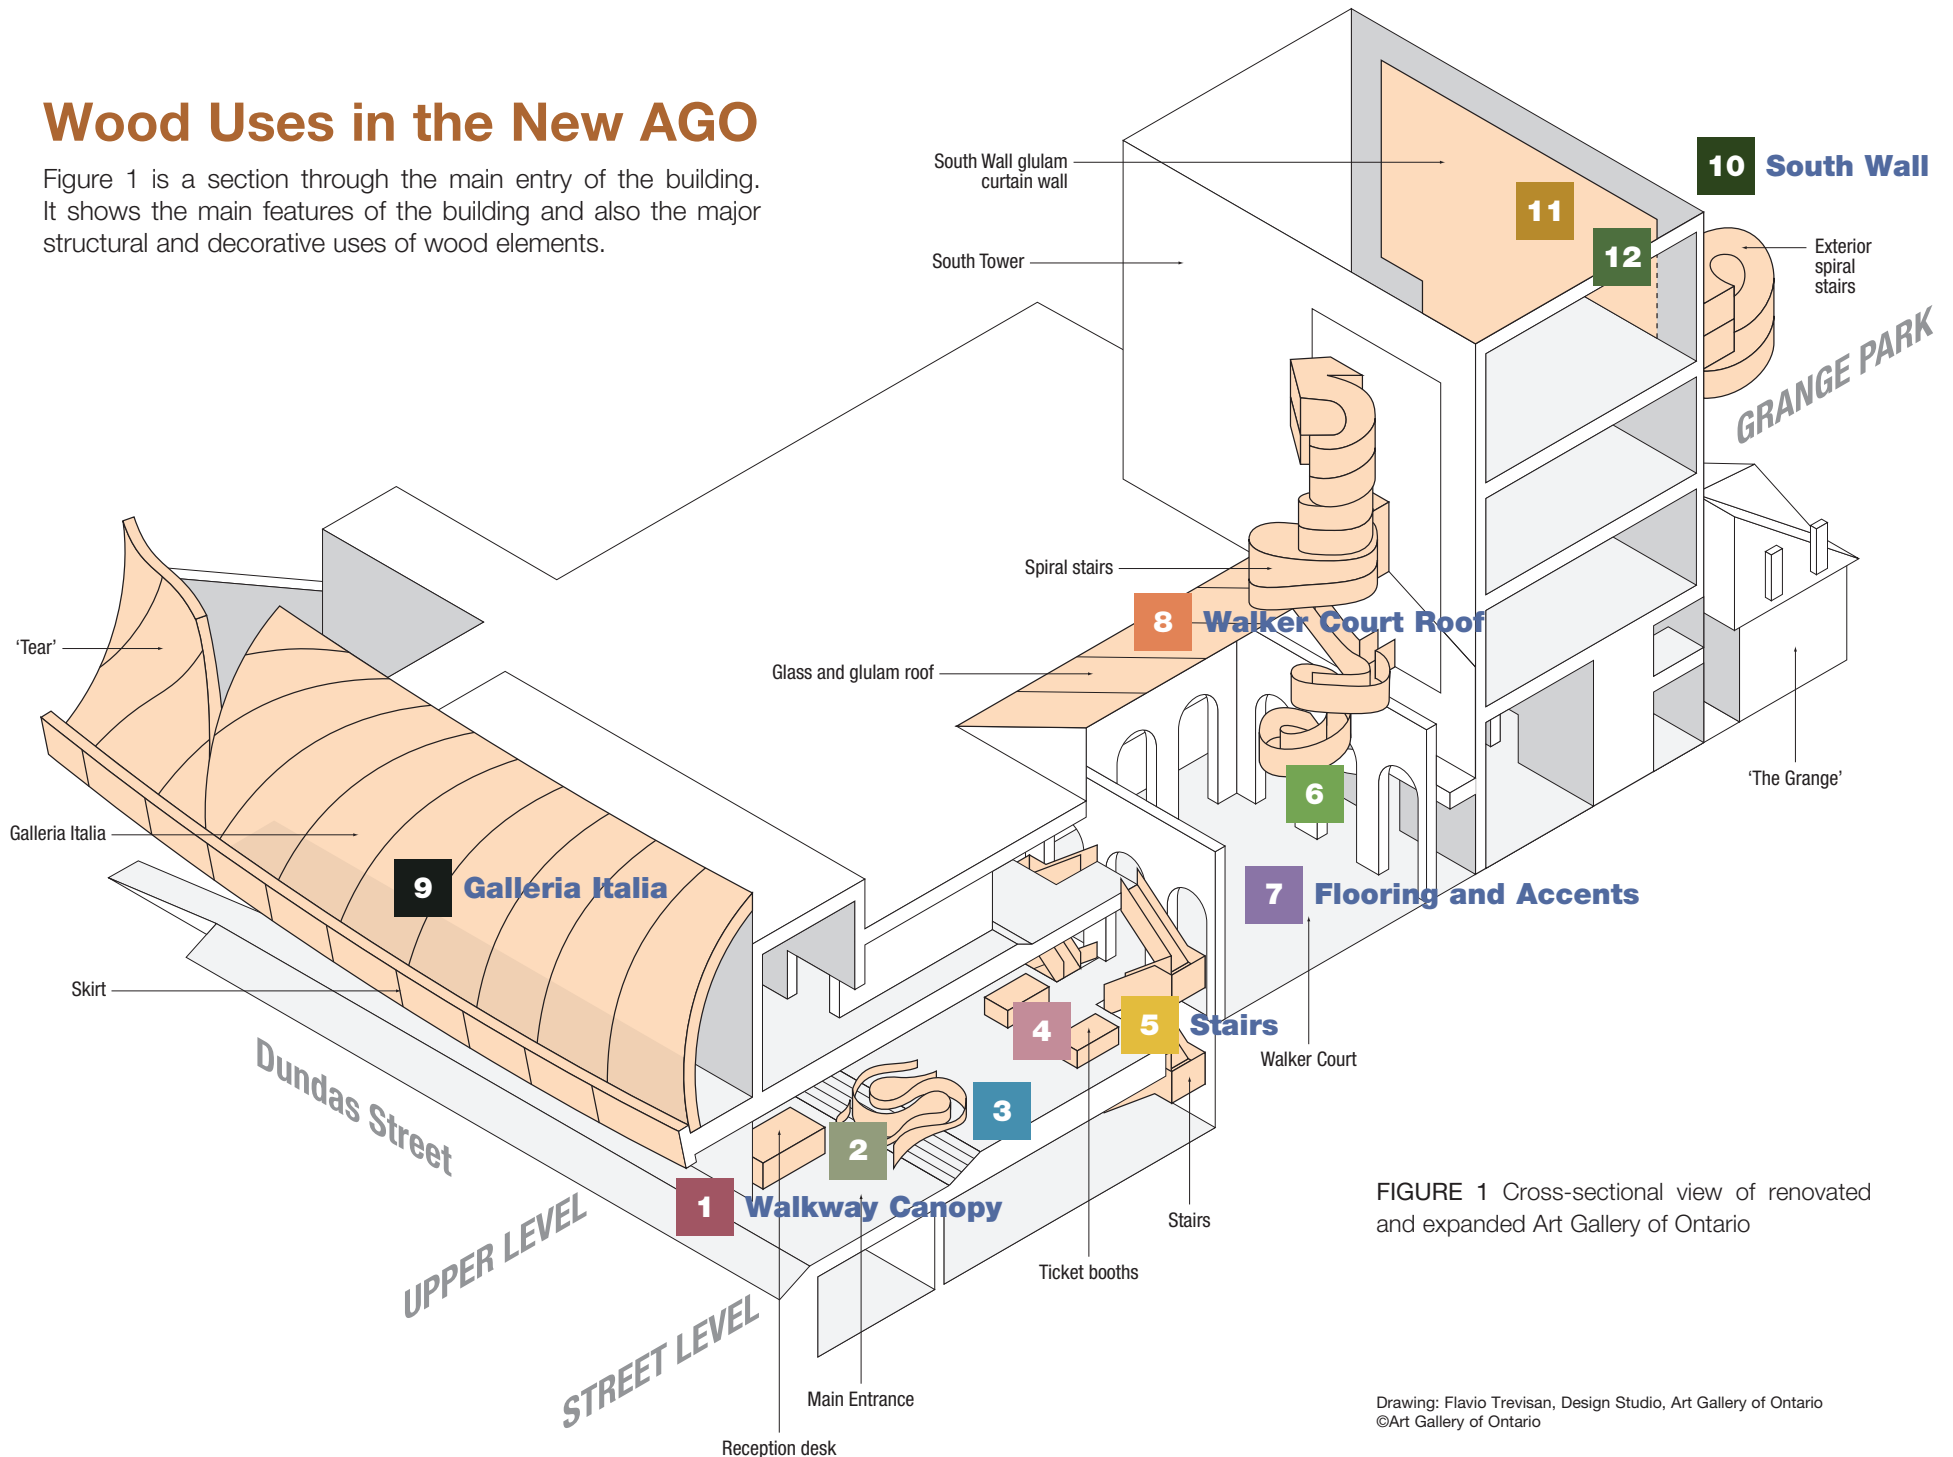 Wood Uses in the New AGO
Figure 1 is a section through the main entry of the building.
It shows the main features of the building and also the major
structural and decorative uses of wood elements.
South Wall glulam
curtain wall
South Tower
10 South Wall
11
12
Exterior
spiral
stairs
GRANGE PARK
Spiral stairs
8 Walker Court Roof
Glass and glulam roof
'The Grange'
6
7 Flooring and Accents
Walker Court
'Tear'
Galleria Italia
9 Galleria Italia
Skirt
Dundas Street
UPPER LEVEL
STREET LEVEL
4
5 Stairs
3
2
1 Walkway Canopy
Stairs
Ticket booths
Main Entrance
Reception desk
FIGURE 1 Cross-sectional view of renovated
and expanded Art Gallery of Ontario
Drawing: Flavio Trevisan, Design Studio, Art Gallery of Ontario
©Art Gallery of Ontario